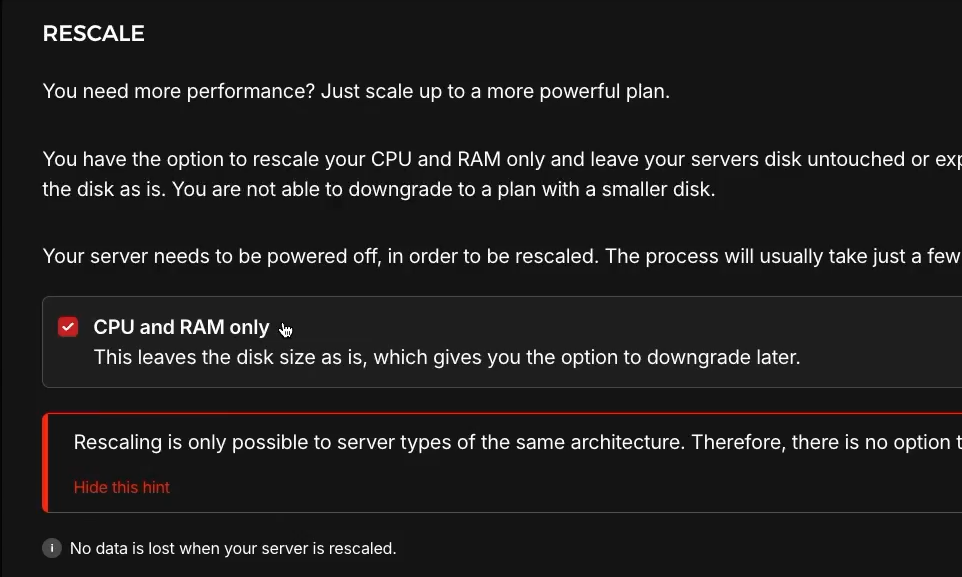 RESCALE
You need more performance? Just scale up to a more powerful plan.
You have the option to rescale your CPU and RAM only and leave your servers disk untouched or
the disk as is. You are not able to downgrade to a plan with a smaller disk.
Your server needs to be powered off, in order to be rescaled. The process will usually take just a few
CPU and RAM only
This leaves the disk size as is, which gives you the option to downgrade later.
Rescaling is only possible to server types of the same architecture. Therefore, there is no option
Hide this hint
i No data is lost when your server is rescaled.